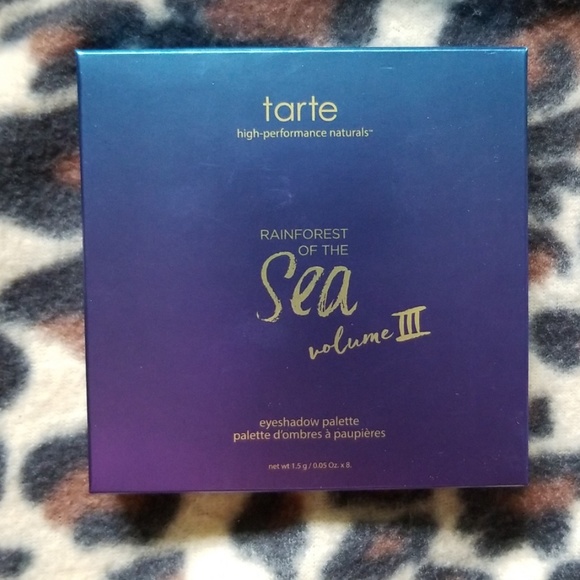 tarte
high-performance naturals™
RAINFOREST
OF THE
Sea
volume III
eyeshadow palette
palette d'ombres à paupières
net wt 1.5 g / 0.05 Oz. x 8.